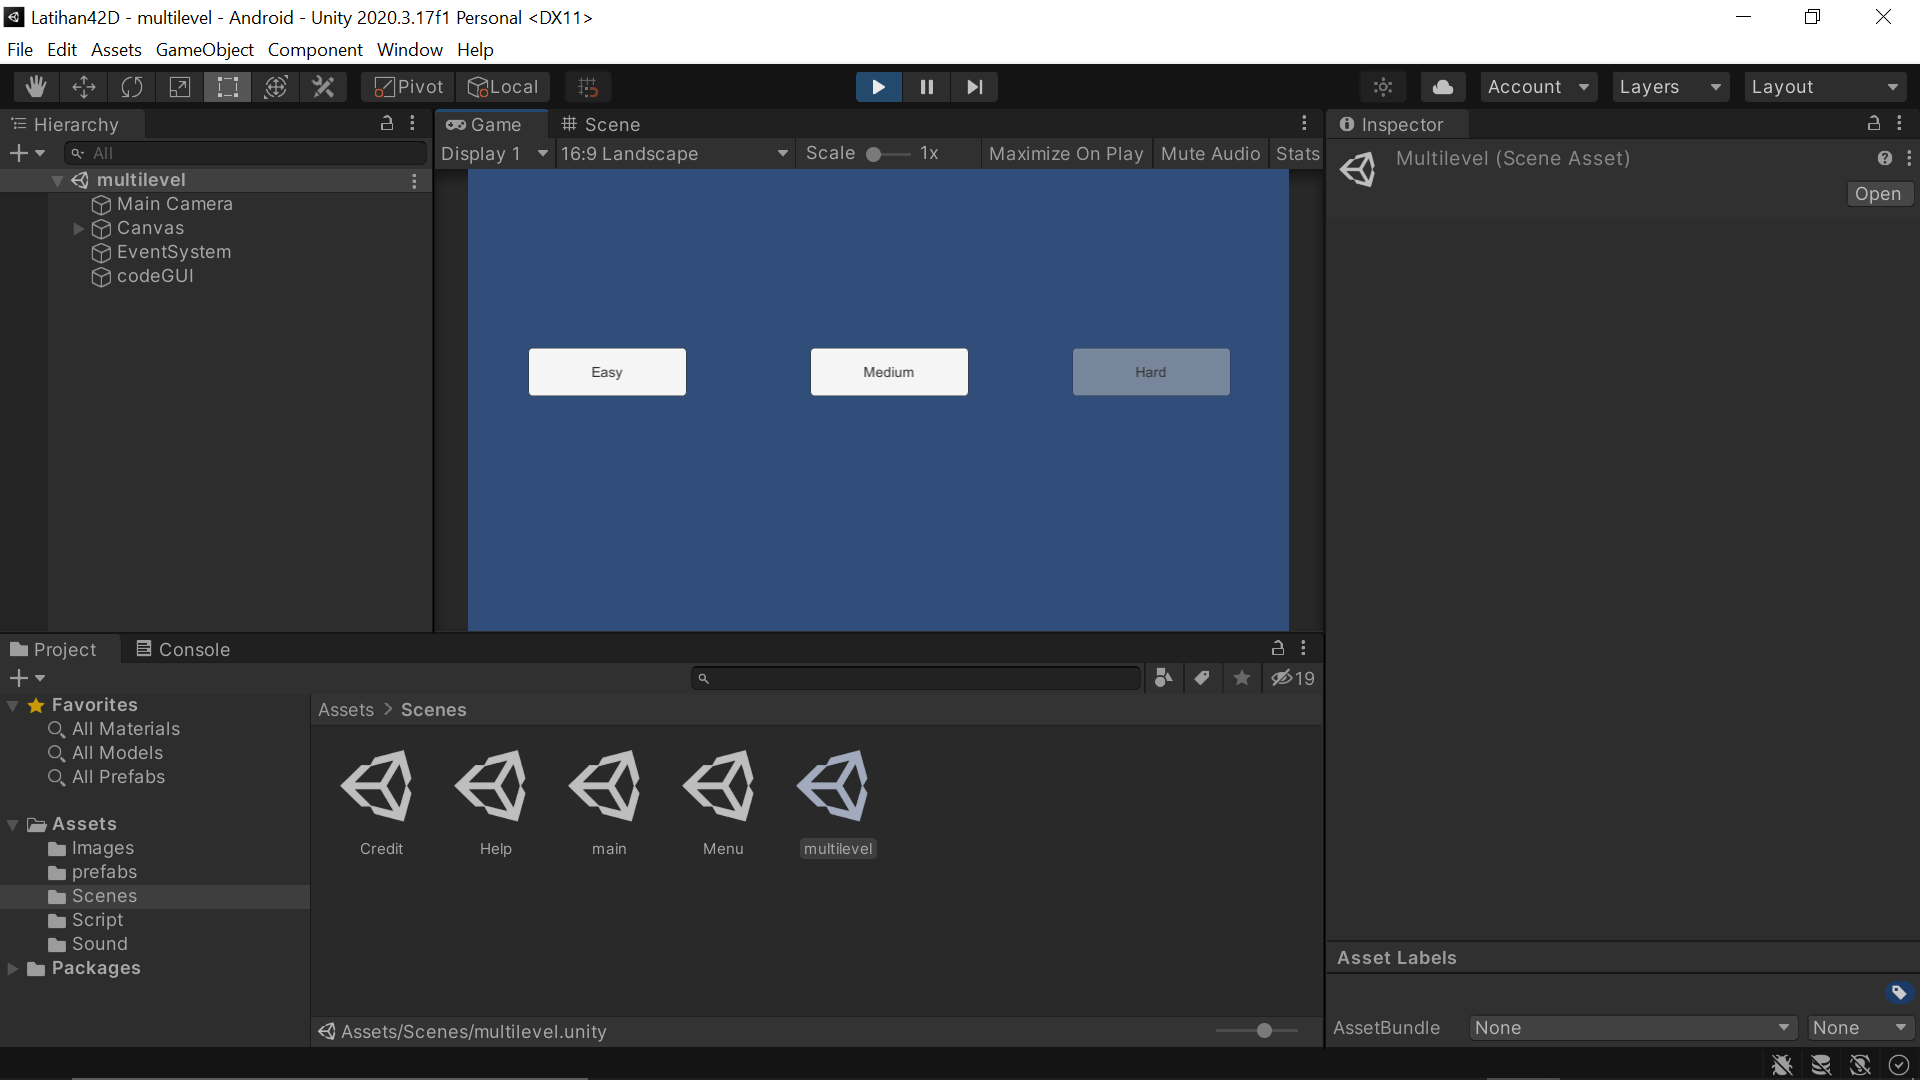 Latihan42D - multilevel - Android - Unity 2020.3.17f1 Personal <DX11>
File Edit Assets GameObject Component Window Help
Pivot Local Account Layers Layout
Hierarchy
All
multilevel
Main Camera
Canvas
EventSystem
codeGUI
Game Scene
Display 1 16:9 Landscape Scale 1x Maximize On Play Mute Audio Stats
Easy Medium Hard
Inspector
Multilevel (Scene Asset)
Open
Project Console
19
Favorites
All Materials
All Models
All Prefabs
Assets
Images
prefabs
Scenes
Script
Sound
Packages
Assets > Scenes
Credit Help main Menu multilevel
Assets/Scenes/multilevel.unity
Asset Labels
AssetBundle None None